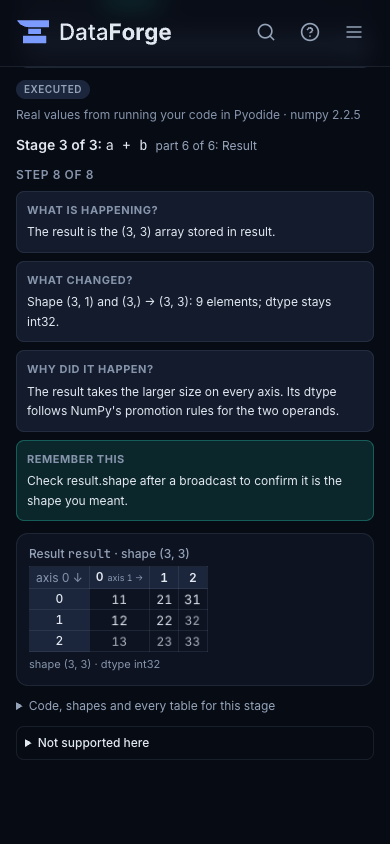 DataForge
EXECUTED
Real values from running your code in Pyodide · numpy 2.2.5
Stage 3 of 3: a + b part 6 of 6: Result
STEP 8 OF 8
WHAT IS HAPPENING?
The result is the (3, 3) array stored in result.
WHAT CHANGED?
Shape (3, 1) and (3,) → (3, 3): 9 elements; dtype stays
int32.
WHY DID IT HAPPEN?
The result takes the larger size on every axis. Its dtype
follows NumPy's promotion rules for the two operands.
REMEMBER THIS
Check result.shape after a broadcast to confirm it is the
shape you meant.
Result result · shape (3, 3)
axis 0 ↓ 0 axis 1 → 1 2
0 11 21 31
1 12 22 32
2 13 23 33
shape (3, 3) · dtype int32
▶ Code, shapes and every table for this stage
▶ Not supported here